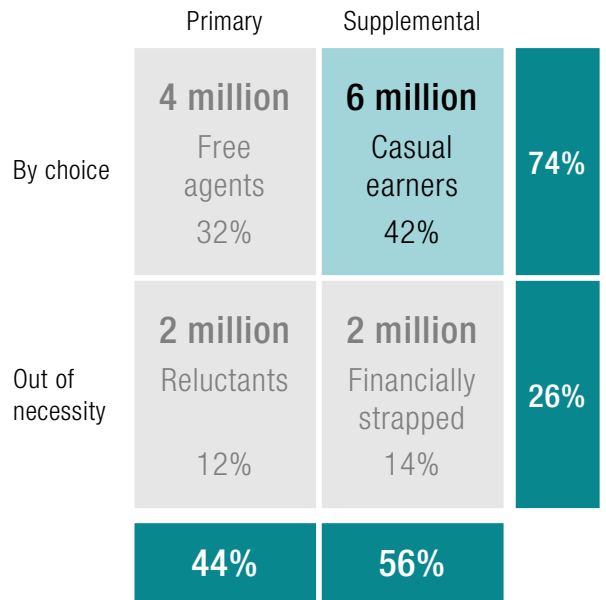 Primary
Supplemental
By choice
4 million
Free
agents
32%
6 million
Casual
earners
42%
74%
Out of
necessity
2 million
Reluctants
12%
2 million
Financially
strapped
14%
26%
44%
56%